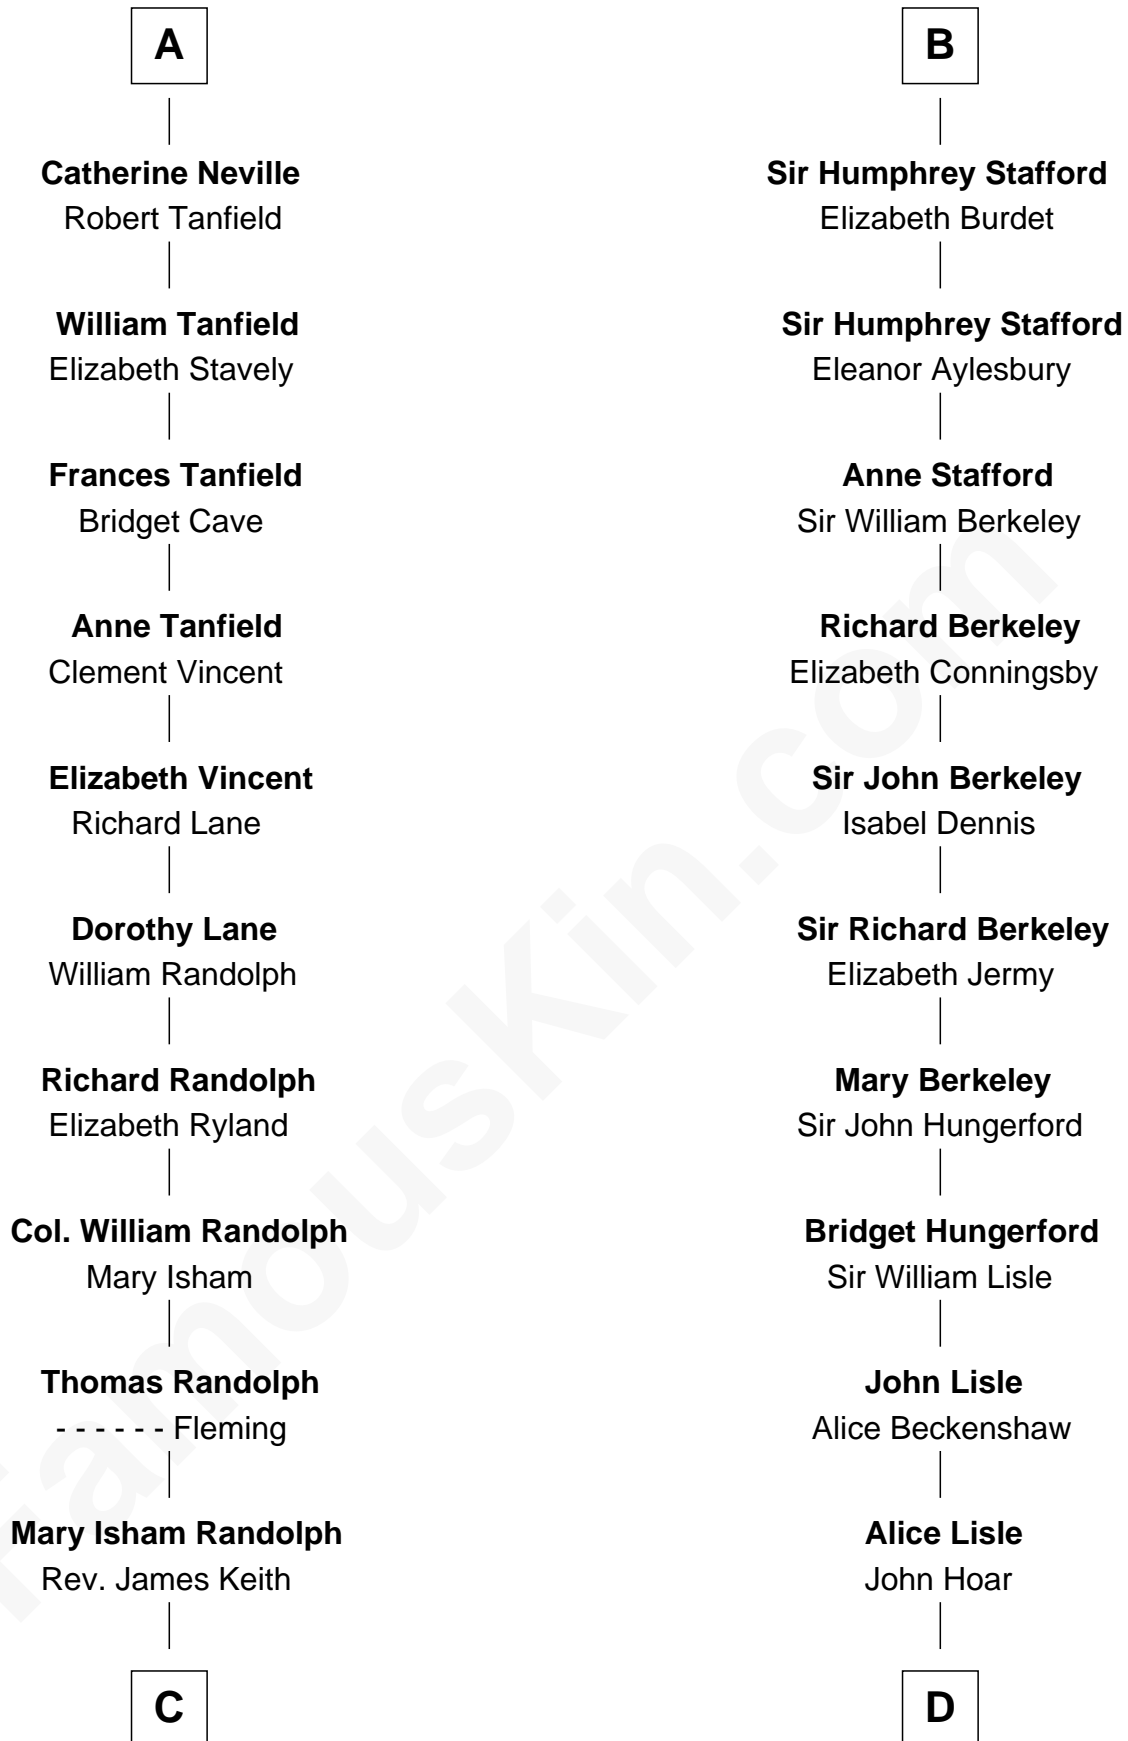 A
Catherine Neville
Robert Tanfield
William Tanfield
Elizabeth Stavely
Frances Tanfield
Bridget Cave
Anne Tanfield
Clement Vincent
Elizabeth Vincent
Richard Lane
Dorothy Lane
William Randolph
Richard Randolph
Elizabeth Ryland
Col. William Randolph
Mary Isham
Thomas Randolph
- - - - - - Fleming
Mary Isham Randolph
Rev. James Keith
C
B
Sir Humphrey Stafford
Elizabeth Burdet
Sir Humphrey Stafford
Eleanor Aylesbury
Anne Stafford
Sir William Berkeley
Richard Berkeley
Elizabeth Conningsby
Sir John Berkeley
Isabel Dennis
Sir Richard Berkeley
Elizabeth Jermy
Mary Berkeley
Sir John Hungerford
Bridget Hungerford
Sir William Lisle
John Lisle
Alice Beckenshaw
Alice Lisle
John Hoar
D
FamousKin.com